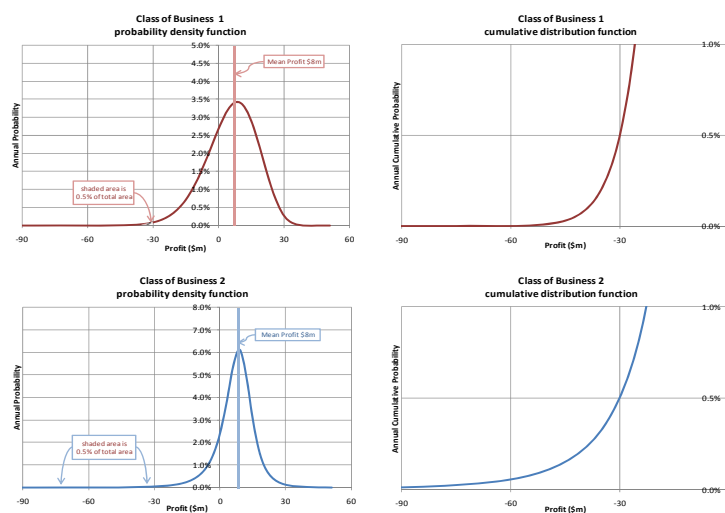 Class of Business 1
probability density function
5.0%
4.5%
4.0%
3.5%
3.0%
2.5%
2.0%
1.5%
1.0%
0.5%
0.0%
Annual Probability
Mean Profit $8m
shaded area is
0.5% of total area
-90 -60 -30 0 30 60
Profit ($m)
Class of Business 1
cumulative distribution function
1.0%
0.5%
0.0%
Annual Cumulative Probability
-90 -60 -30
Profit ($m)
Class of Business 2
probability density function
8.0%
7.0%
6.0%
5.0%
4.0%
3.0%
2.0%
1.0%
0.0%
Annual Probability
Mean Profit $8m
shaded area is
0.5% of total area
-90 -60 -30 0 30 60
Profit ($m)
Class of Business 2
cumulative distribution function
1.0%
0.5%
0.0%
Annual Cumulative Probability
-90 -60 -30
Profit ($m)